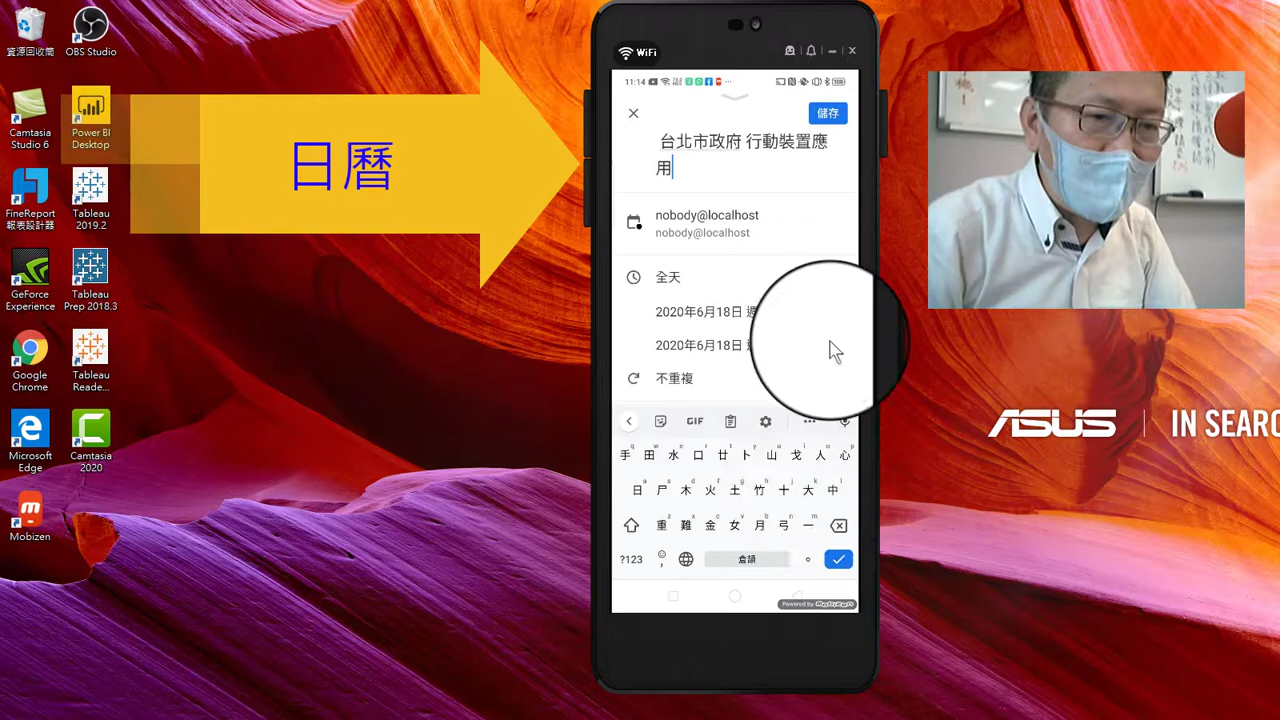 資源回收筒
OBS Studio
Camtasia
Studio 6
Power BI
Desktop
FineReport
報表設計器
Tableau
2019.2
GeForce
Experience
Tableau
Prep 2018.3
Google
Chrome
Tableau
Reade...
Microsoft
Edge
Camtasia
2020
Mobizen
日曆
WiFi
11:14
100
儲存
台北市政府 行動裝置應
用
nobody@localhost
nobody@localhost
全天
2020年6月18日
2020年6月18日
不重複
GIF
q w e r t y u i o p
手 田 水 口 廿 卜 山 戈 人 心
a s d f g h j k l
日 尸 木 火 土 竹 十 大 中
z x c v b n m
重 難 金 女 月 弓 一
?123
,
倉頡
。
Powered by
ASUS
IN SEARC